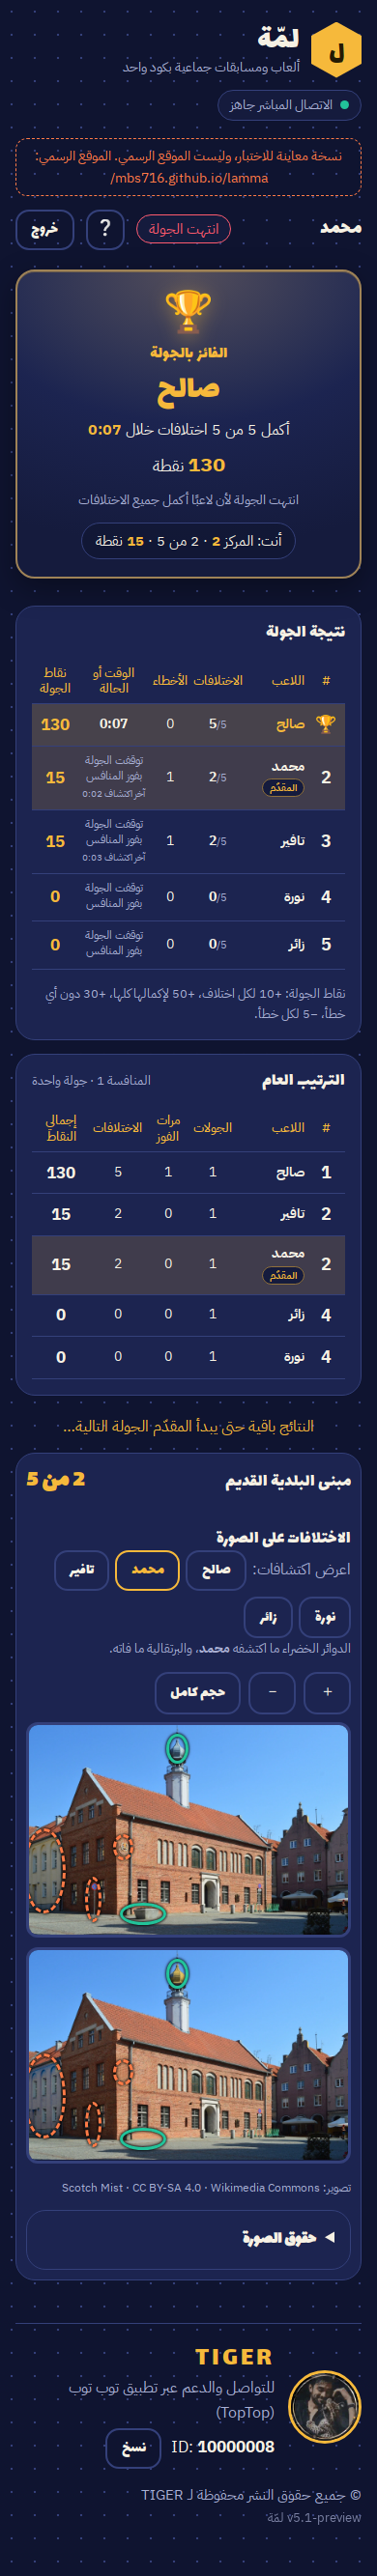 ل
لمّة
ألعاب ومسابقات جماعية بكود واحد
الاتصال المباشر جاهز
نسخة معاينة للاختبار، وليست الموقع الرسمي. الموقع الرسمي:
mbs716.github.io/lamma/
محمد
انتهت الجولة
?
خروج
الفائز بالجولة
صالح
أكمل 5 من 5 اختلافات خلال 0:07
130 نقطة
انتهت الجولة لأن لاعبًا أكمل جميع الاختلافات
أنت: المركز 2 · 2 من 5 · 15 نقطة
نتيجة الجولة
# اللاعب الاختلافات الأخطاء الوقت أو الحالة نقاط الجولة
صالح 5/5 0 0:07 130
2 محمد المقدّم 2/5 1 توقفت الجولة بفوز المنافس آخر اكتشاف 0:02 15
3 تافير 2/5 1 توقفت الجولة بفوز المنافس آخر اكتشاف 0:03 15
4 نورة 0/5 0 توقفت الجولة بفوز المنافس 0
5 زائر 0/5 0 توقفت الجولة بفوز المنافس 0
نقاط الجولة: +10 لكل اختلاف، +50 لإكمالها كلها، +30 دون أي
خطأ، −5 لكل خطأ.
الترتيب العام
المنافسة 1 · جولة واحدة
# اللاعب الجولات مرات الفوز الاختلافات إجمالي النقاط
1 صالح 1 1 5 130
2 تافير 1 0 2 15
2 محمد المقدّم 1 0 2 15
4 زائر 1 0 0 0
4 نورة 1 0 0 0
النتائج باقية حتى يبدأ المقدّم الجولة التالية...
مبنى البلدية القديم
2 من 5
الاختلافات على الصورة
اعرض اكتشافات: صالح محمد تافير
نورة زائر
الدوائر الخضراء ما اكتشفه محمد، والبرتقالية ما فاته.
+ − حجم كامل
تصوير: Scotch Mist · CC BY-SA 4.0 · Wikimedia Commons
حقوق الصورة
TIGER
للتواصل والدعم عبر تطبيق توب توب
(TopTop)
ID: 10000008 نسخ
© جميع حقوق النشر محفوظة لـ TIGER
لمّة v5.1-preview